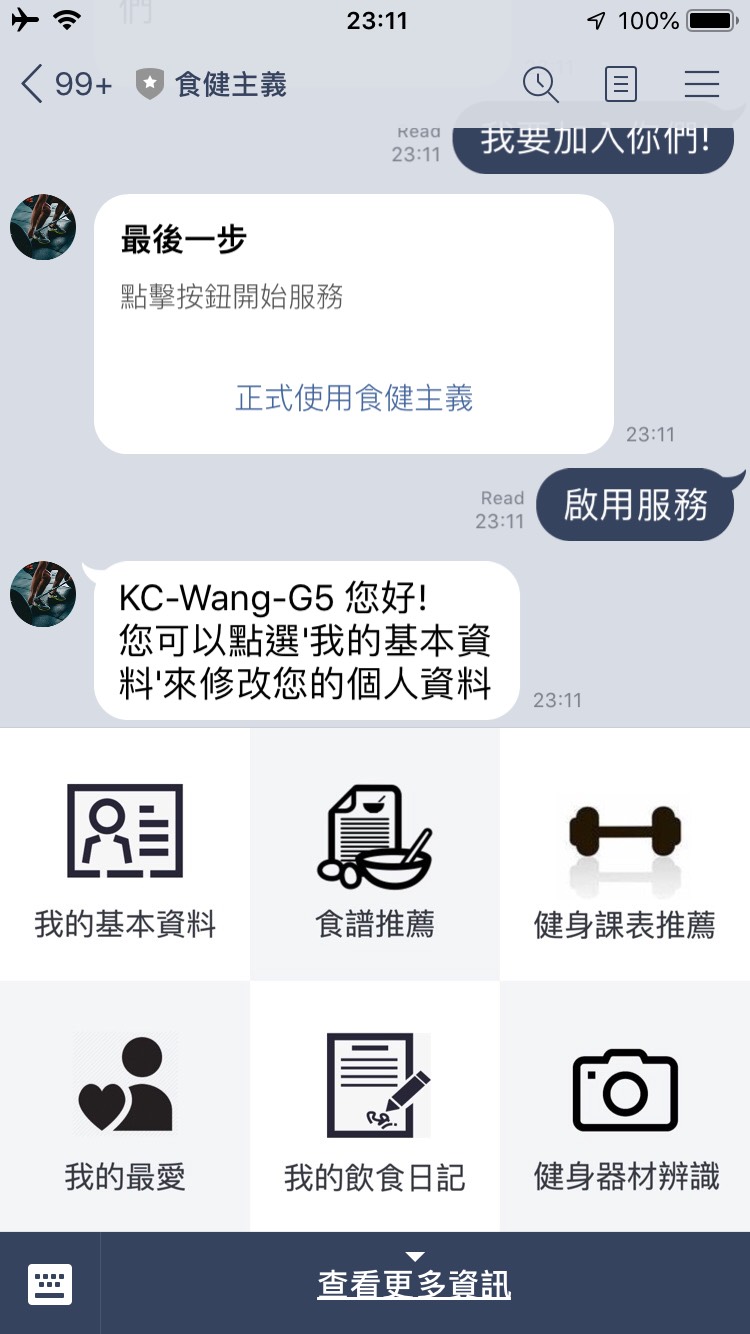 們
23:11
100%
99+
食健主義
Read
23:11
我要加入你們!
最後一步
點擊按鈕開始服務
正式使用食健主義
23:11
Read
23:11
啟用服務
KC-Wang-G5 您好!
您可以點選'我的基本資
料'來修改您的個人資料
23:11
我的基本資料
食譜推薦
健身課表推薦
我的最愛
我的飲食日記
健身器材辨識
查看更多資訊